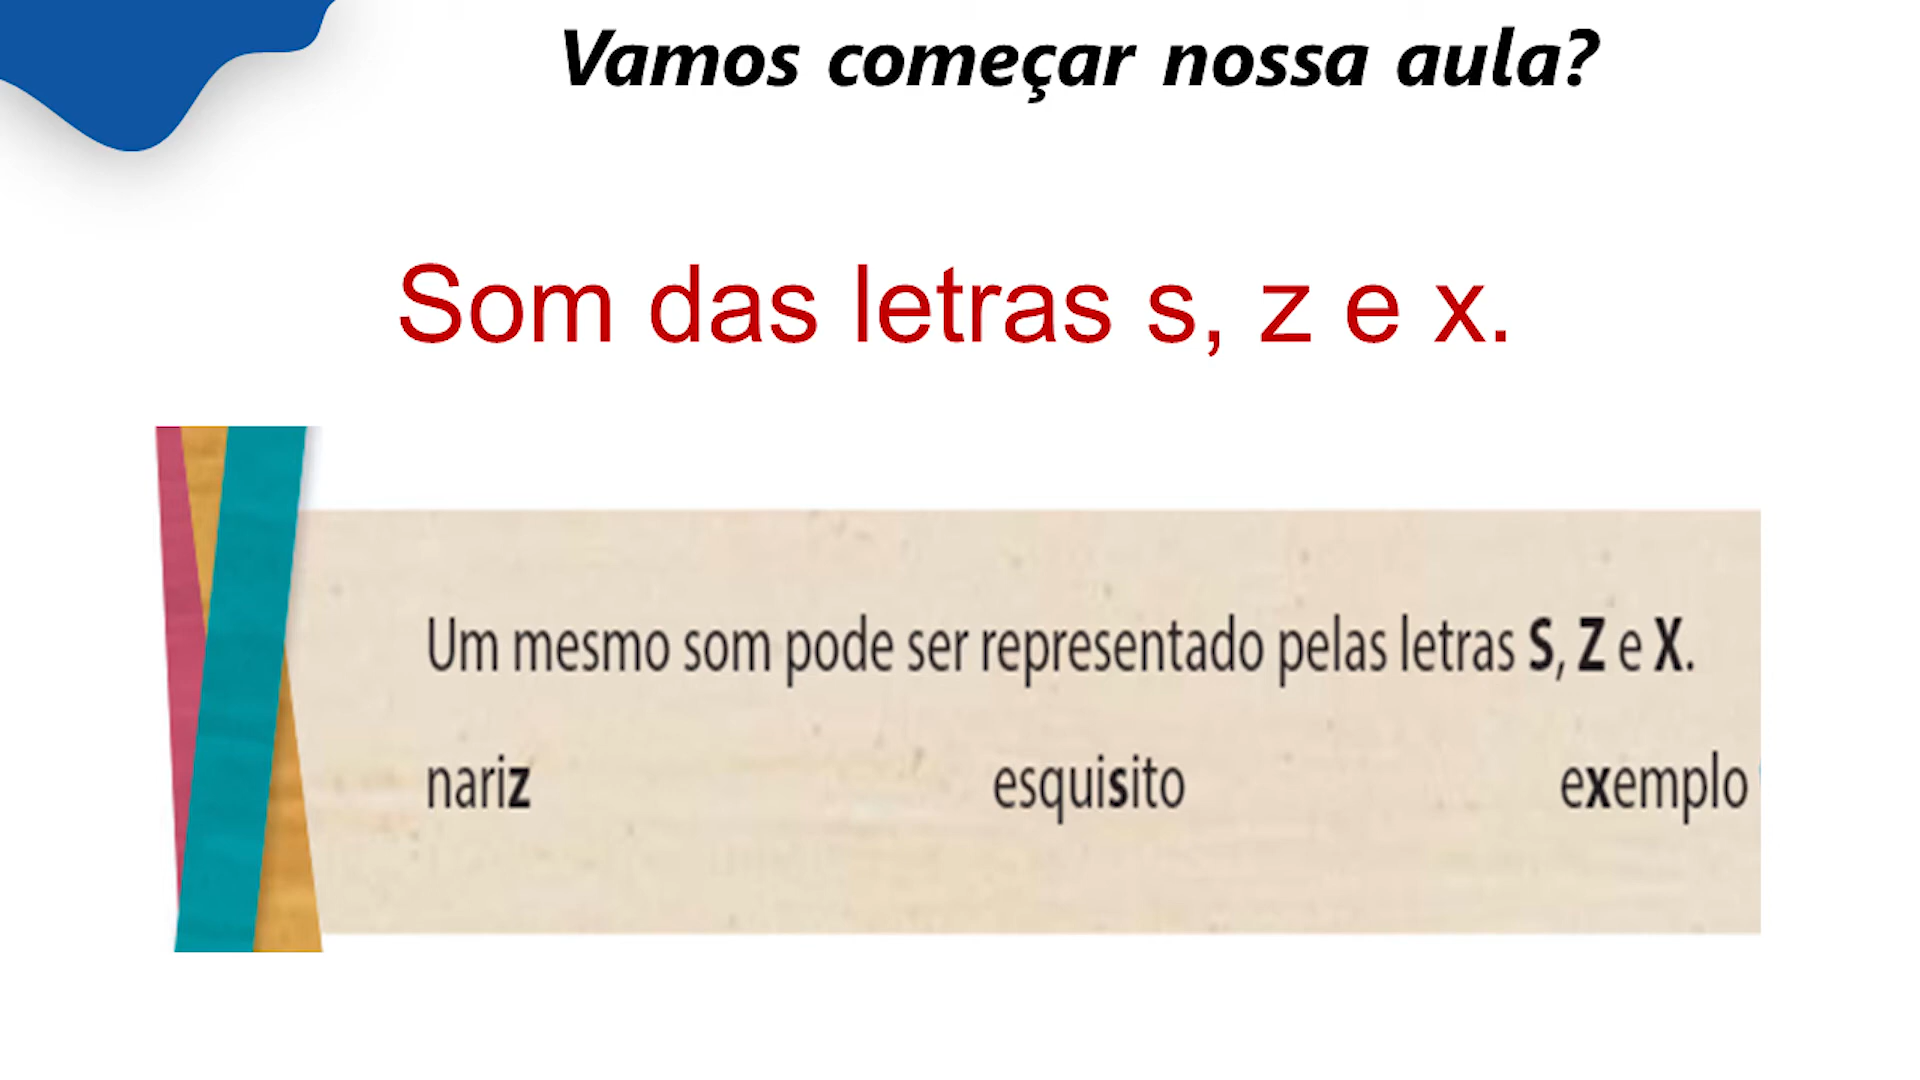 Vamos começar nossa aula?
Som das letras s, z e x.
Um mesmo som pode ser representado pelas letras S, Z e X.
nariz esquisito exemplo